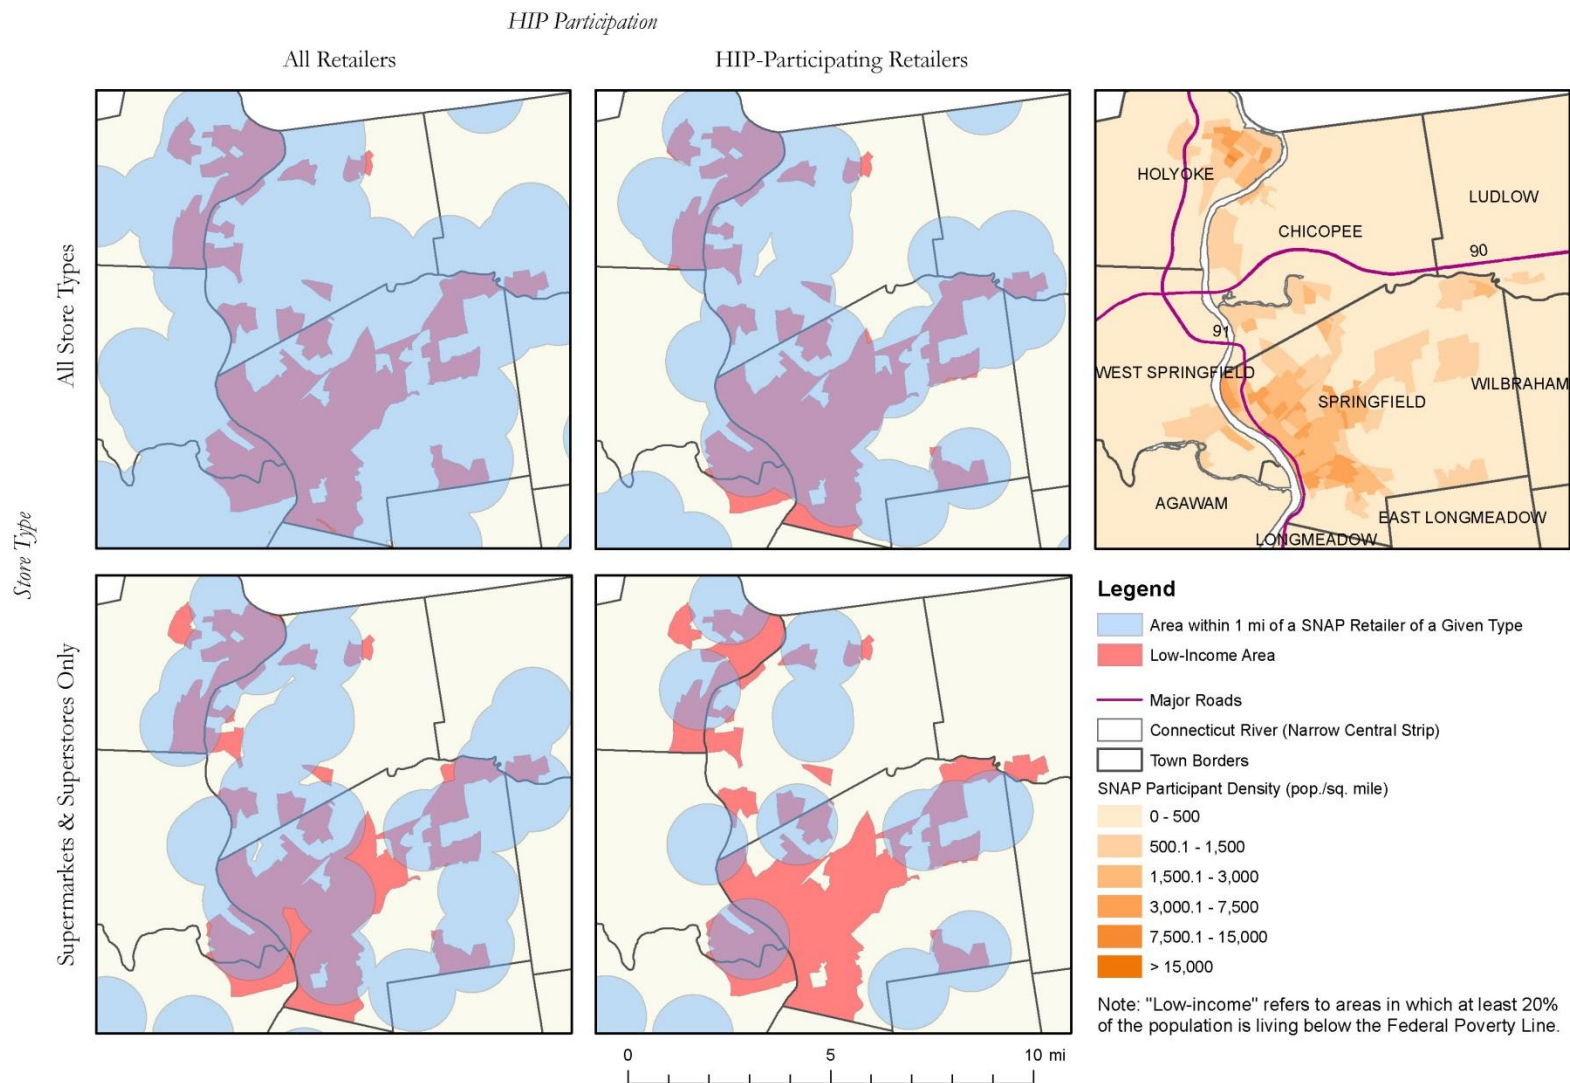 HIP Participation
All Retailers
HIP-Participating Retailers
Store Type
All Store Types
Supermarkets & Superstores Only
HOLYOKE
LUDLOW
CHICOPEE
90
91
WEST SPRINGFIELD
WILBRAHAM
SPRINGFIELD
AGAWAM
EAST LONGMEADOW
LONGMEADOW
Legend
Area within 1 mi of a SNAP Retailer of a Given Type
Low-Income Area
Major Roads
Connecticut River (Narrow Central Strip)
Town Borders
SNAP Participant Density (pop./sq. mile)
0 - 500
500.1 - 1,500
1,500.1 - 3,000
3,000.1 - 7,500
7,500.1 - 15,000
> 15,000
Note: "Low-income" refers to areas in which at least 20%
of the population is living below the Federal Poverty Line.
0 5 10 mi